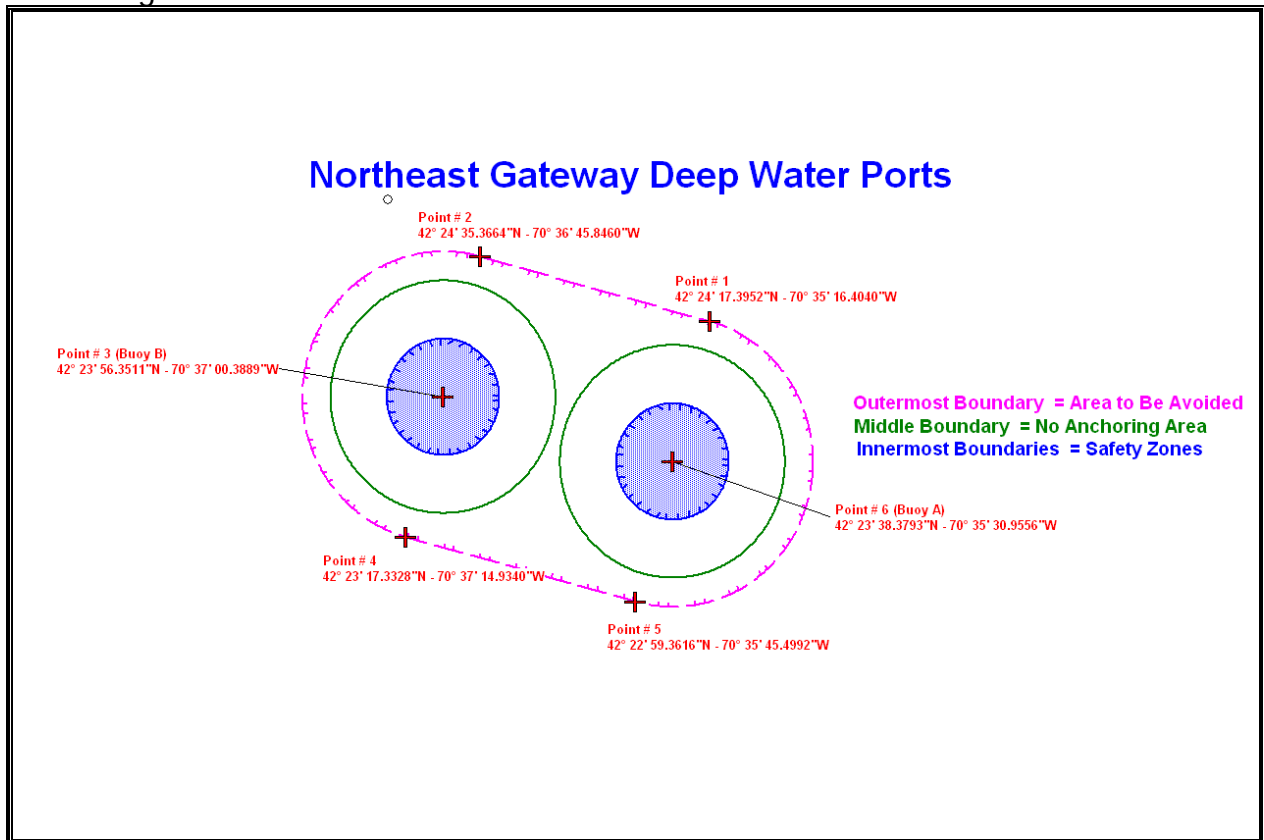 Northeast Gateway Deep Water Ports
Point # 2
42° 24' 35.3664"N - 70° 36' 45.8460"W
Point # 1
42° 24' 17.3952"N - 70° 35' 16.4040"W
Point # 3 (Buoy B)
42° 23' 56.3511"N - 70° 37' 00.3889"W
Outermost Boundary = Area to Be Avoided
Middle Boundary = No Anchoring Area
Innermost Boundaries = Safety Zones
Point # 6 (Buoy A)
42° 23' 38.3793"N - 70° 35' 30.9556"W
Point # 4
42° 23' 17.3328"N - 70° 37' 14.9340"W
Point # 5
42° 22' 59.3616"N - 70° 35' 45.4992"W